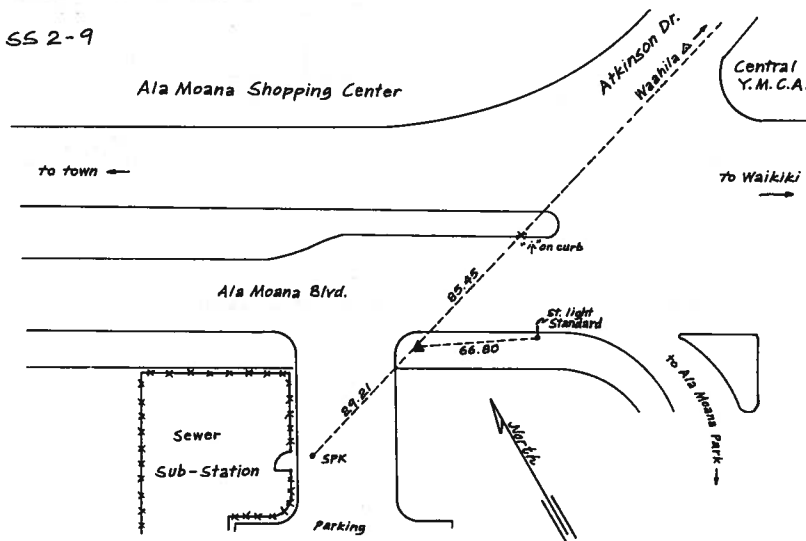 SS 2-9
Atkinson Dr.
Waahila
Central
Y.M.C.A.
Ala Moana Shopping Center
to town
To Waikiki
"↑" on curb
85.45
Ala Moana Blvd.
St. light
Standard
66.80
to Ala Moana Park
89.21
North
Sewer
Sub-Station
SPK
Parking